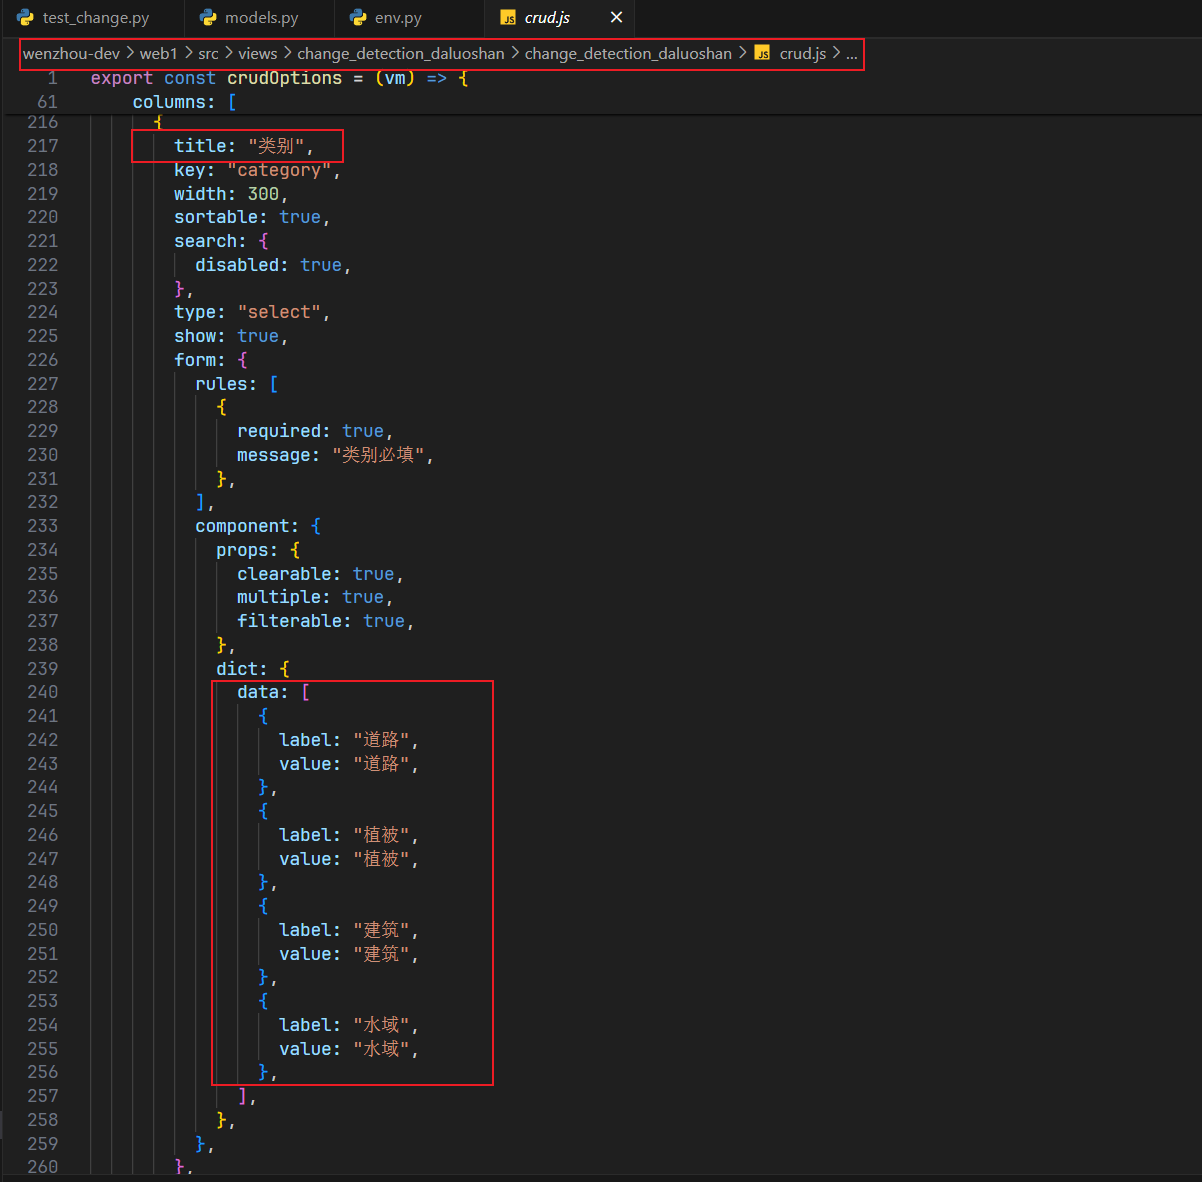 test_change.py models.py env.py JS crud.js ×
wenzhou-dev > web1 > src > views > change_detection_daluoshan > change_detection_daluoshan > JS crud.js > ...
1 export const crudOptions = (vm) => {
61 columns: [
216 {
217 title: "类别",
218 key: "category",
219 width: 300,
220 sortable: true,
221 search: {
222 disabled: true,
223 },
224 type: "select",
225 show: true,
226 form: {
227 rules: [
228 {
229 required: true,
230 message: "类别必填",
231 },
232 ],
233 component: {
234 props: {
235 clearable: true,
236 multiple: true,
237 filterable: true,
238 },
239 dict: {
240 data: [
241 {
242 label: "道路",
243 value: "道路",
244 },
245 {
246 label: "植被",
247 value: "植被",
248 },
249 {
250 label: "建筑",
251 value: "建筑",
252 },
253 {
254 label: "水域",
255 value: "水域",
256 },
257 ],
258 },
259 },
260 },